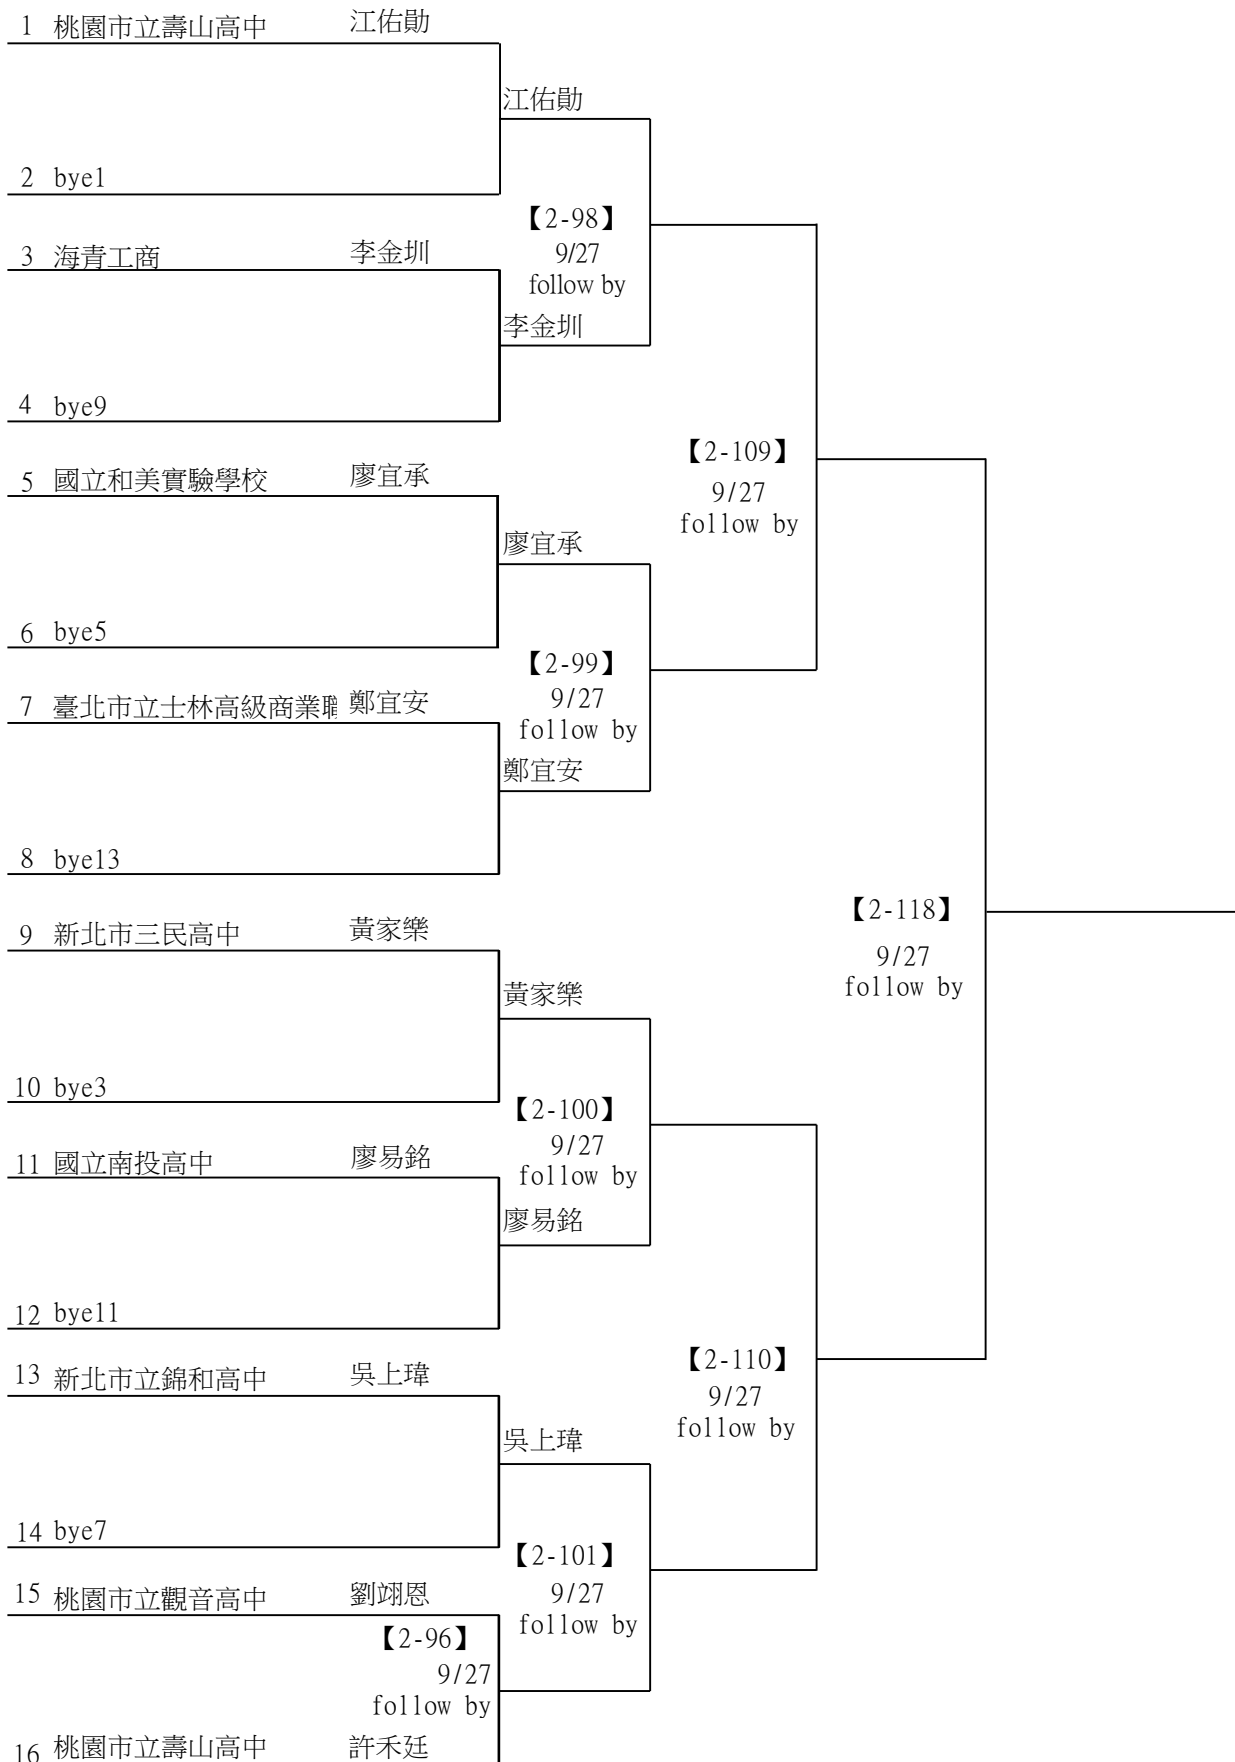 1 桃園市立壽山高中 江佑勛
江佑勛
2 bye1
【2-98】
9/27
follow by
3 海青工商 李金圳
李金圳
4 bye9
【2-109】
9/27
follow by
5 國立和美實驗學校 廖宜承
廖宜承
6 bye5
【2-99】
9/27
follow by
7 臺北市立士林高級商業職 鄭宜安
鄭宜安
8 bye13
【2-118】
9/27
follow by
9 新北市三民高中 黃家樂
黃家樂
10 bye3
【2-100】
9/27
follow by
11 國立南投高中 廖易銘
廖易銘
12 bye11
【2-110】
9/27
follow by
13 新北市立錦和高中 吳上瑋
吳上瑋
14 bye7
【2-101】
9/27
follow by
15 桃園市立觀音高中 劉翊恩
【2-96】
9/27
follow by
16 桃園市立壽山高中 許禾廷